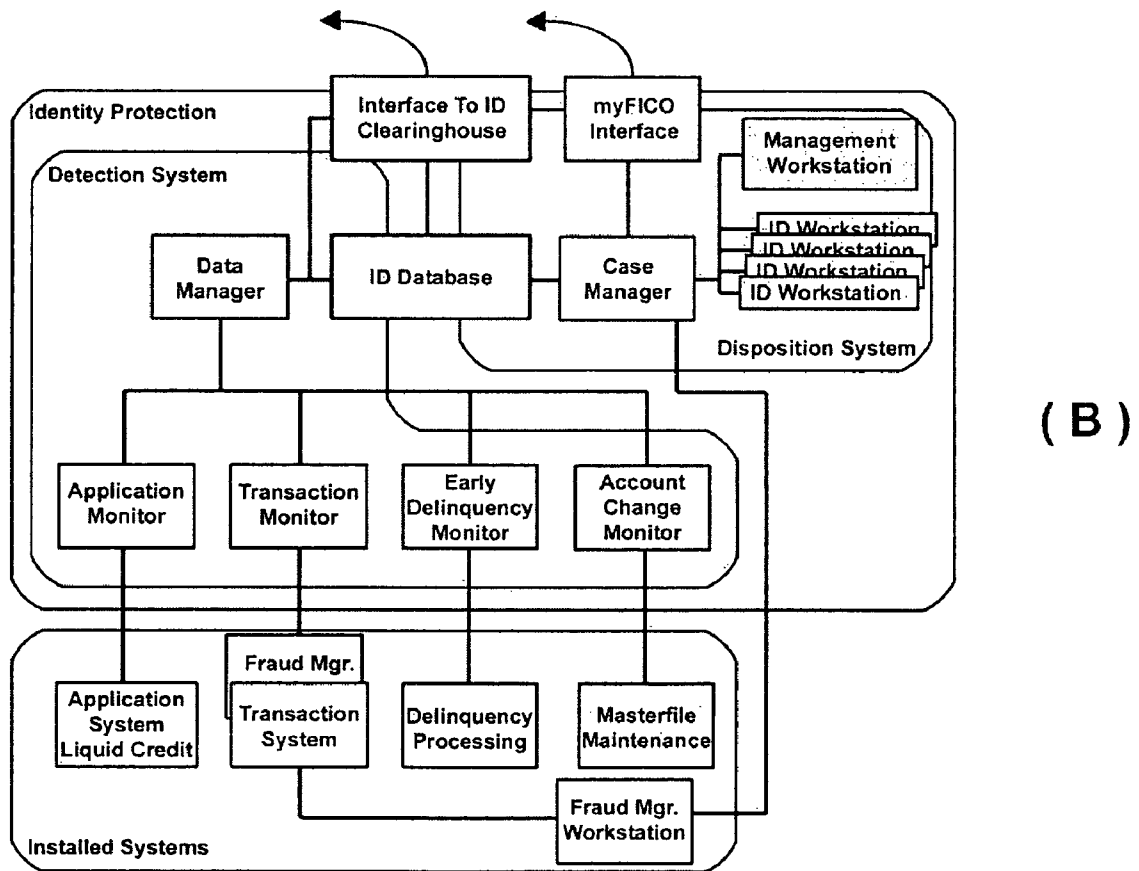 Identity Protection
Interface To ID
Clearinghouse
myFICO
Interface
Management
Workstation
Detection System
ID Workstation
ID Workstation
ID Workstation
ID Workstation
Data
Manager
ID Database
Case
Manager
Disposition System
( B )
Application
Monitor
Transaction
Monitor
Early
Delinquency
Monitor
Account
Change
Monitor
Fraud Mgr.
Application
System
Liquid Credit
Transaction
System
Delinquency
Processing
Masterfile
Maintenance
Fraud Mgr.
Workstation
Installed Systems